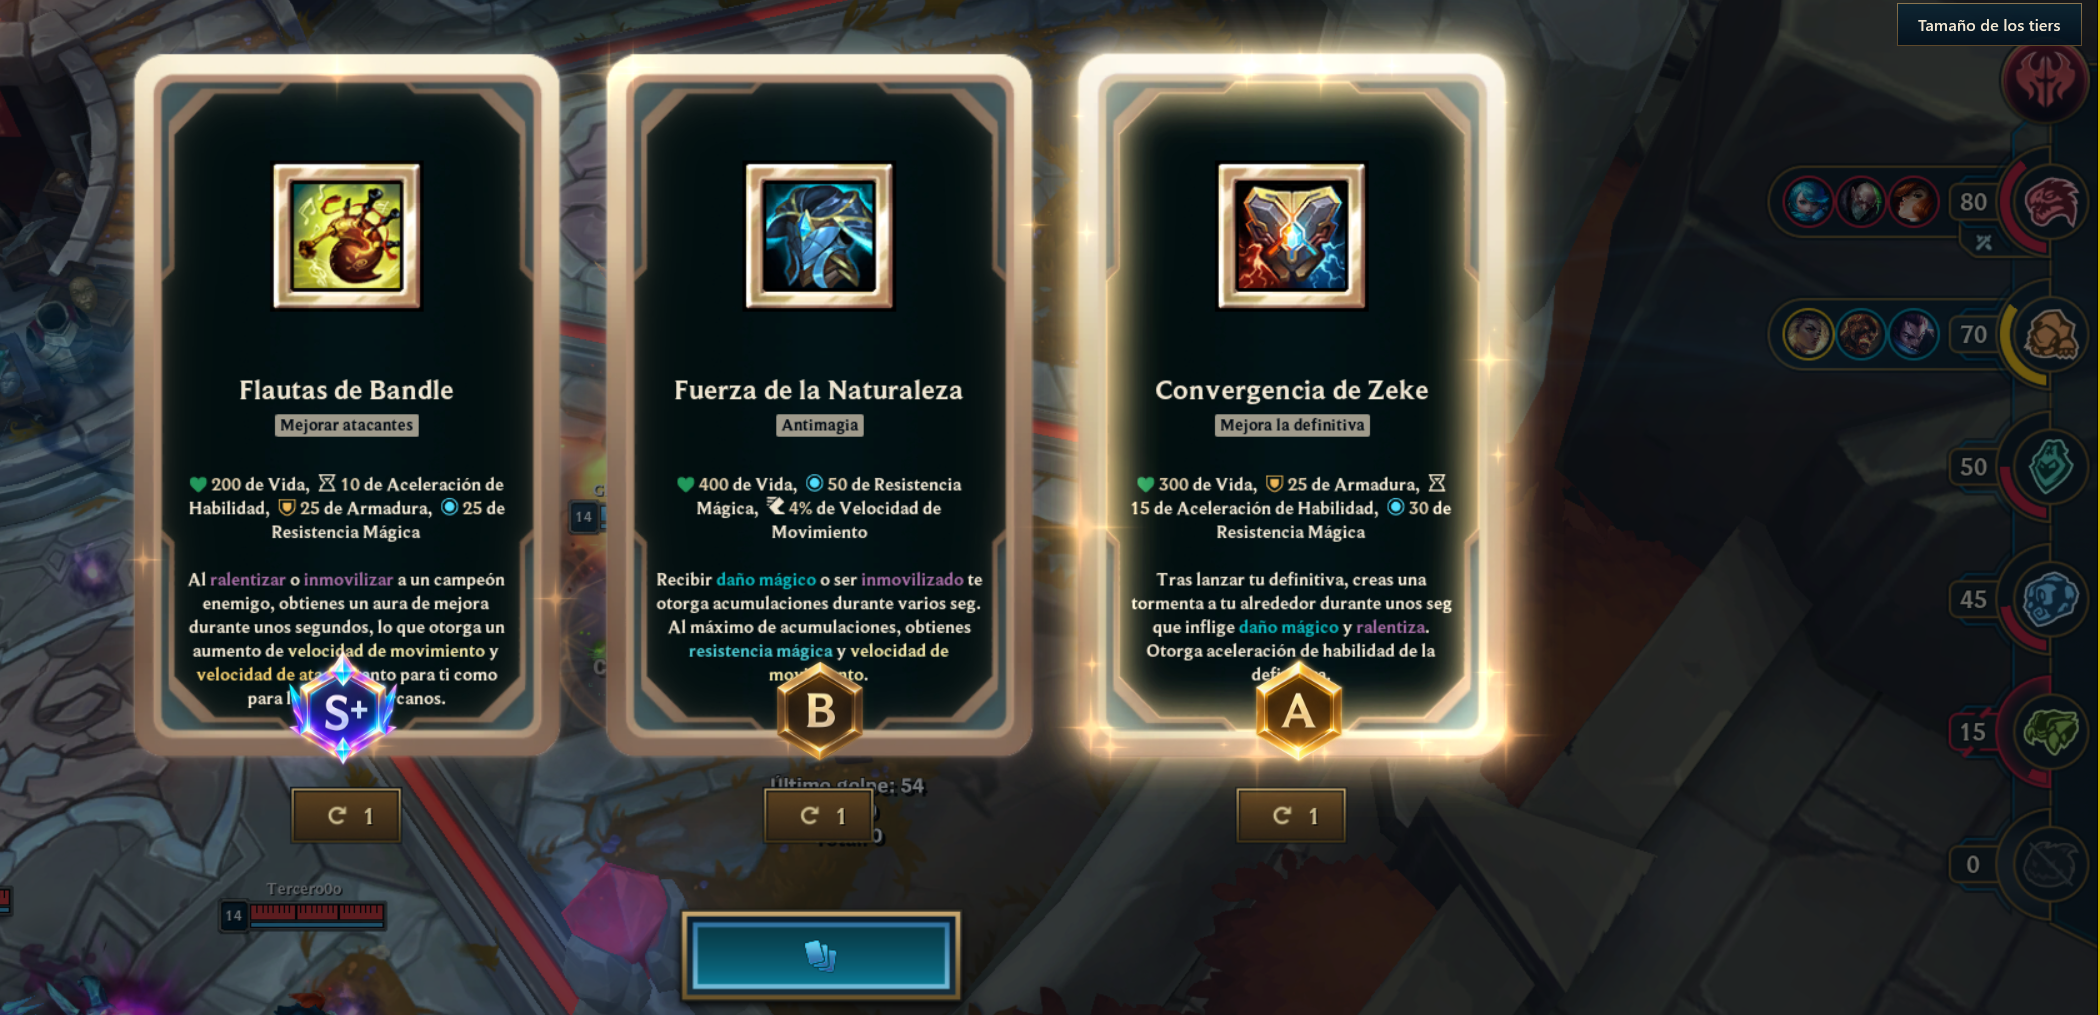 Tamaño de los tiers
Flautas de Bandle
Mejorar atacantes
200 de Vida, 10 de Aceleración de
Habilidad, 25 de Armadura, 25 de
Resistencia Mágica
Al ralentizar o inmovilizar a un campeón
enemigo, obtienes un aura de mejora
durante unos segundos, lo que otorga un
aumento de velocidad de movimiento y
velocidad de para ti como
para
S+
1
Fuerza de la Naturaleza
Antimagia
400 de Vida, 50 de Resistencia
Mágica, 4% de Velocidad de
Movimiento
Recibir daño mágico o ser inmovilizado te
otorga acumulaciones durante varios seg.
Al máximo de acumulaciones, obtienes
resistencia mágica y velocidad de
B
1
Convergencia de Zeke
Mejora la definitiva
300 de Vida, 25 de Armadura,
15 de Aceleración de Habilidad, 30 de
Resistencia Mágica
Tras lanzar tu definitiva, creas una
tormenta a tu alrededor durante unos seg
que inflige daño mágico y ralentiza.
Otorga aceleración de habilidad de la
A
1
80
70
50
45
15
0
14
Último golpe: 54
0
Tercero0o
14